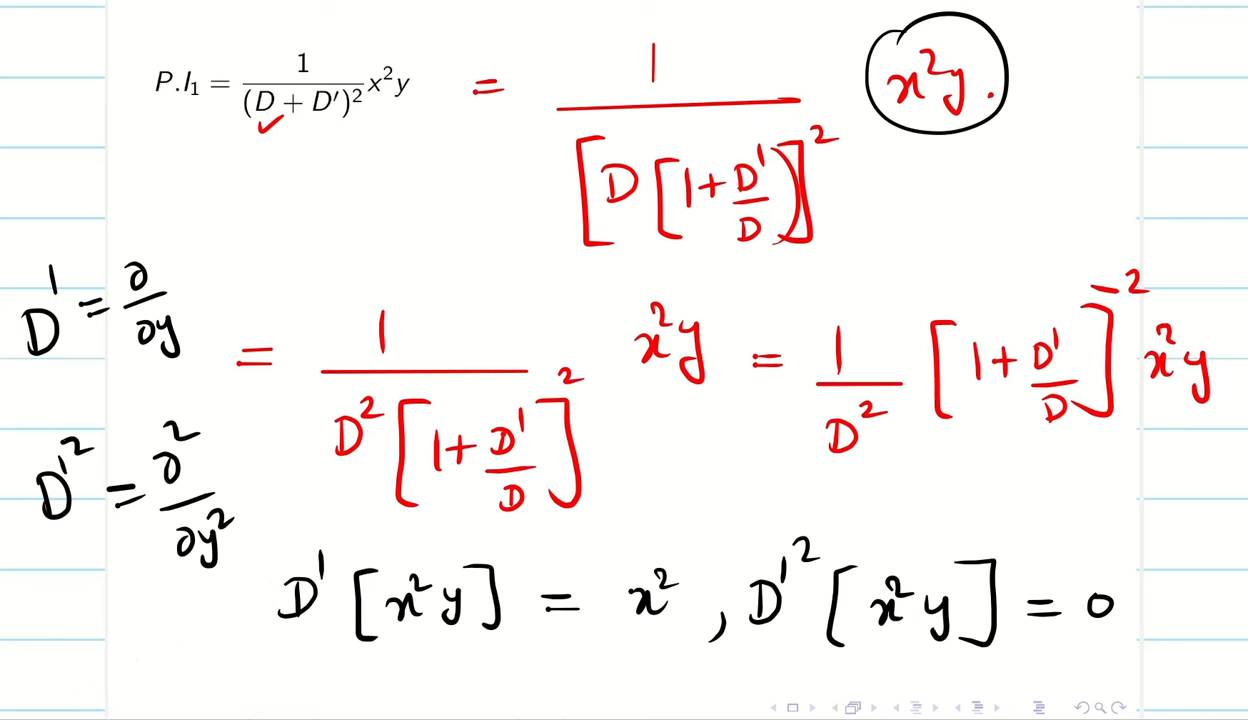 P.I₁ = 1/(D + D′)² x²y = 1/[D[1+D'/D)]² x²y.
D' = ∂/∂y
= 1/D²[1+D'/D]² x²y = 1/D² [1+D'/D]⁻² x²y
D'² = ∂²/∂y²
D'[x²y] = x², D'²[x²y] = 0